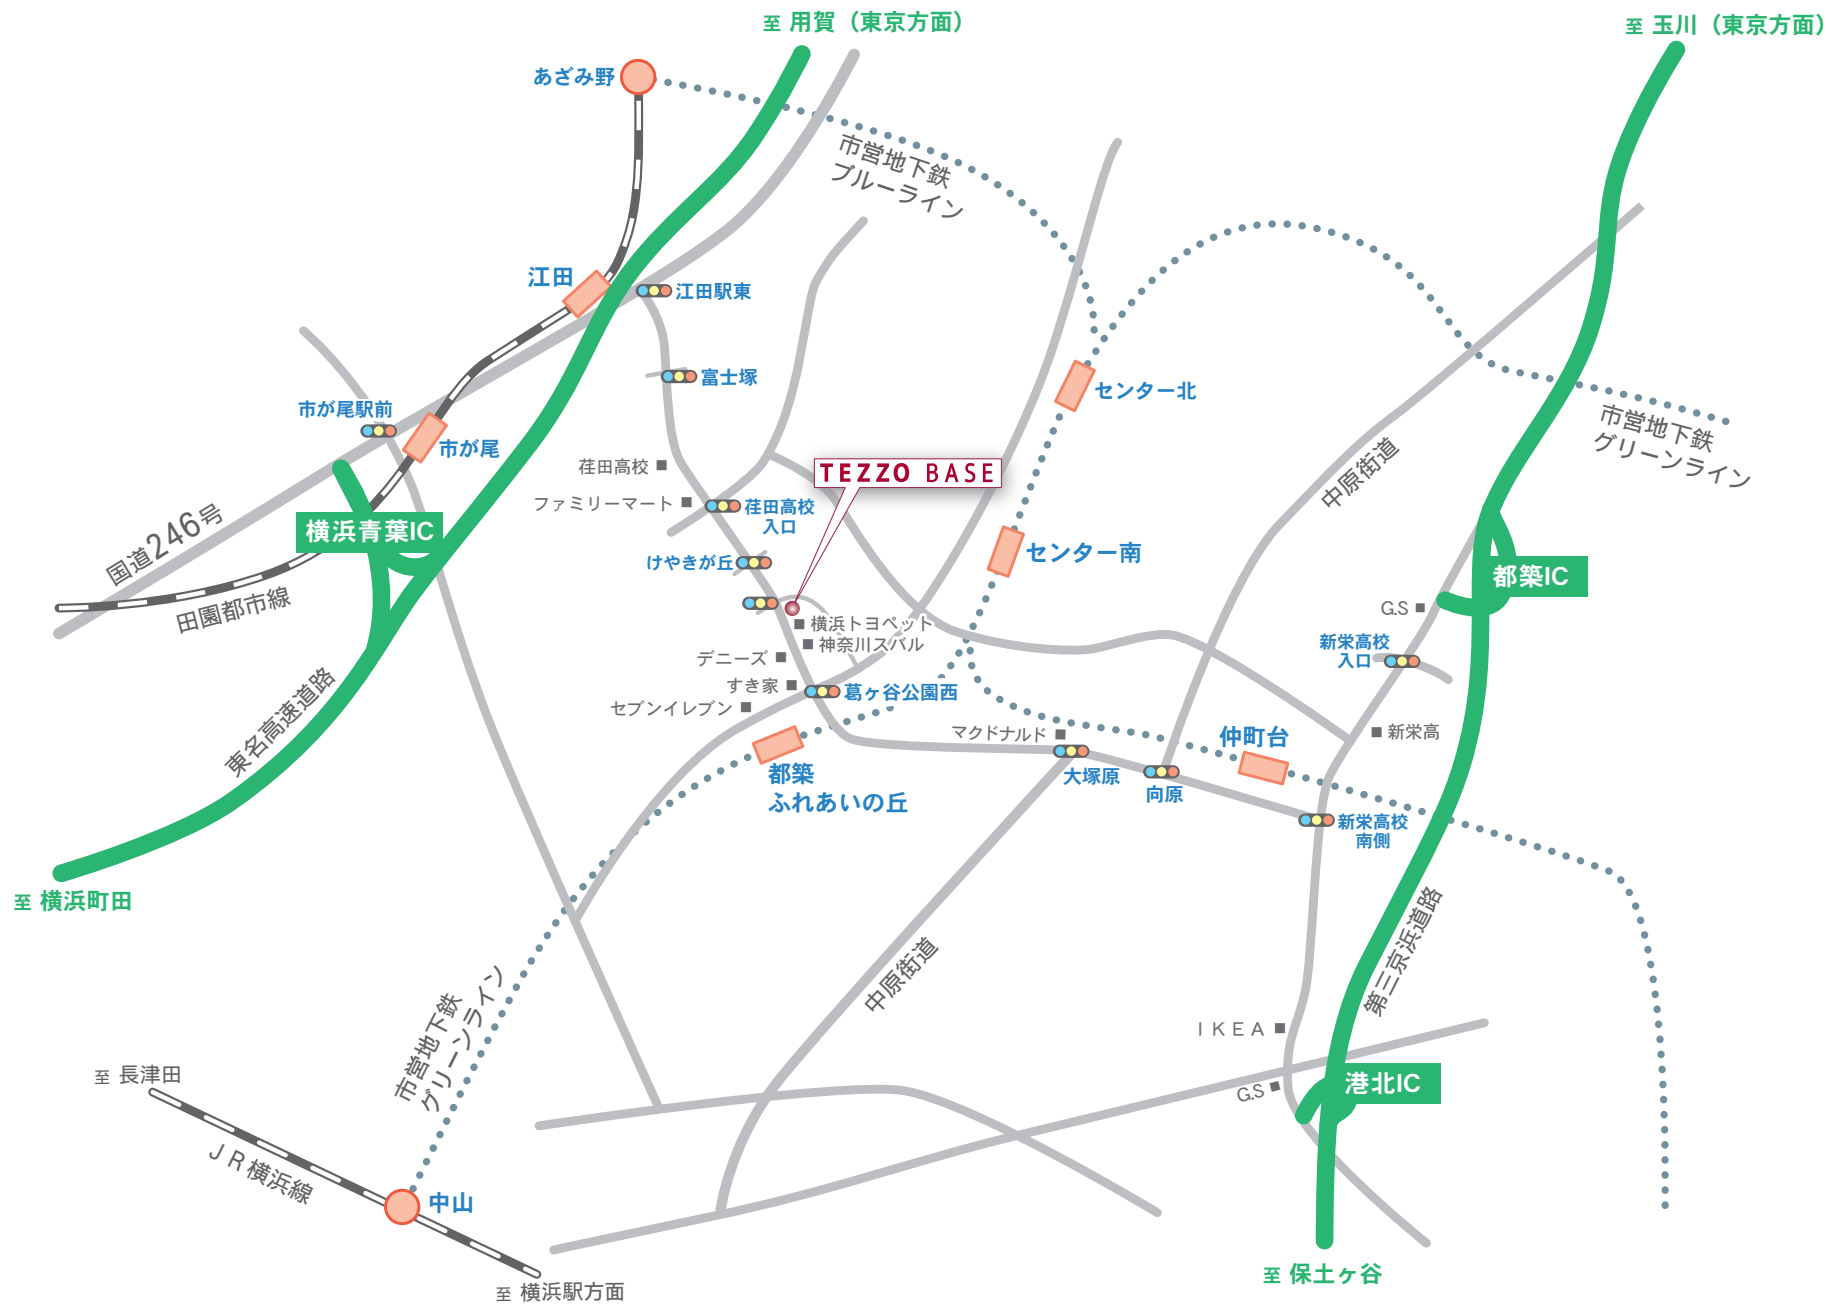 至 用賀（東京方面）
至 玉川（東京方面）
あざみ野
市営地下鉄
ブルーライン
江田
江田駅東
富士塚
センター北
市が尾駅前
市が尾
市営地下鉄
グリーンライン
中原街道
荏田高校
TEZZO BASE
ファミリーマート
荏田高校
入口
国道246号
横浜青葉IC
センター南
けやきが丘
都築IC
田園都市線
G.S
横浜トヨペット
神奈川スバル
新栄高校
入口
デニーズ
すき家
葛ヶ谷公園西
セブンイレブン
東名高速道路
マクドナルド
仲町台
新栄高
都築
ふれあいの丘
大塚原
向原
新栄高校
南側
至 横浜町田
第三京浜道路
中原街道
市営地下鉄
グリーンライン
IKEA
至 長津田
港北IC
G.S
JR横浜線
中山
至 保土ヶ谷
至 横浜駅方面